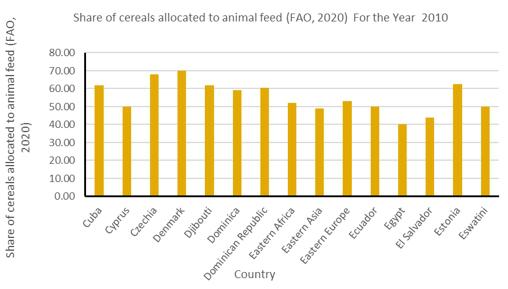 Share of cereals allocated to animal feed (FAO, 2020)  For the Year  2010
Share of cereals allocated to animal feed (FAO,
2020)
80.00
70.00
60.00
50.00
40.00
30.00
20.00
10.00
0.00
Cuba
Cyprus
Czechia
Denmark
Djibouti
Dominica
Dominican Republic
Eastern Africa
Eastern Asia
Eastern Europe
Ecuador
Egypt
El Salvador
Estonia
Eswatini
Country